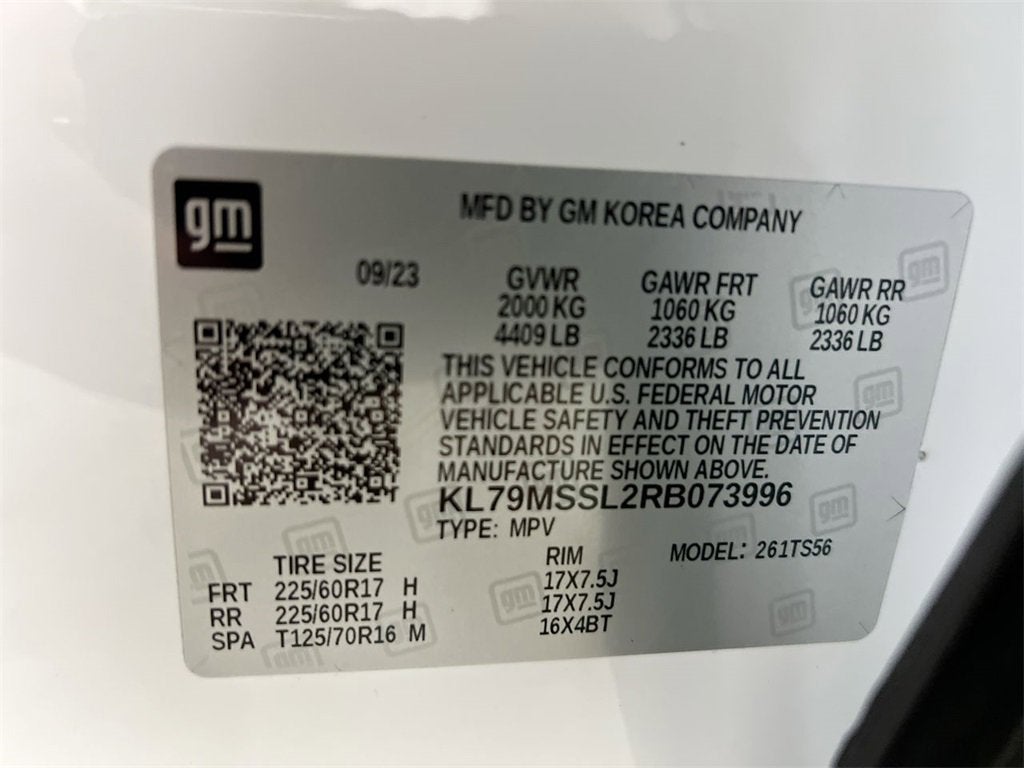 gm
MFD BY GM KOREA COMPANY
09/23 GVWR GAWR FRT GAWR RR
2000 KG 1060 KG 1060 KG
4409 LB 2336 LB 2336 LB
THIS VEHICLE CONFORMS TO ALL
APPLICABLE U.S. FEDERAL MOTOR
VEHICLE SAFETY AND THEFT PREVENTION
STANDARDS IN EFFECT ON THE DATE OF
MANUFACTURE SHOWN ABOVE.
KL79MSSL2RB073996
TYPE: MPV MODEL: 261TS56
TIRE SIZE RIM
FRT 225/60R17 H 17X7.5J
RR 225/60R17 H 17X7.5J
SPA T125/70R16 M 16X4BT